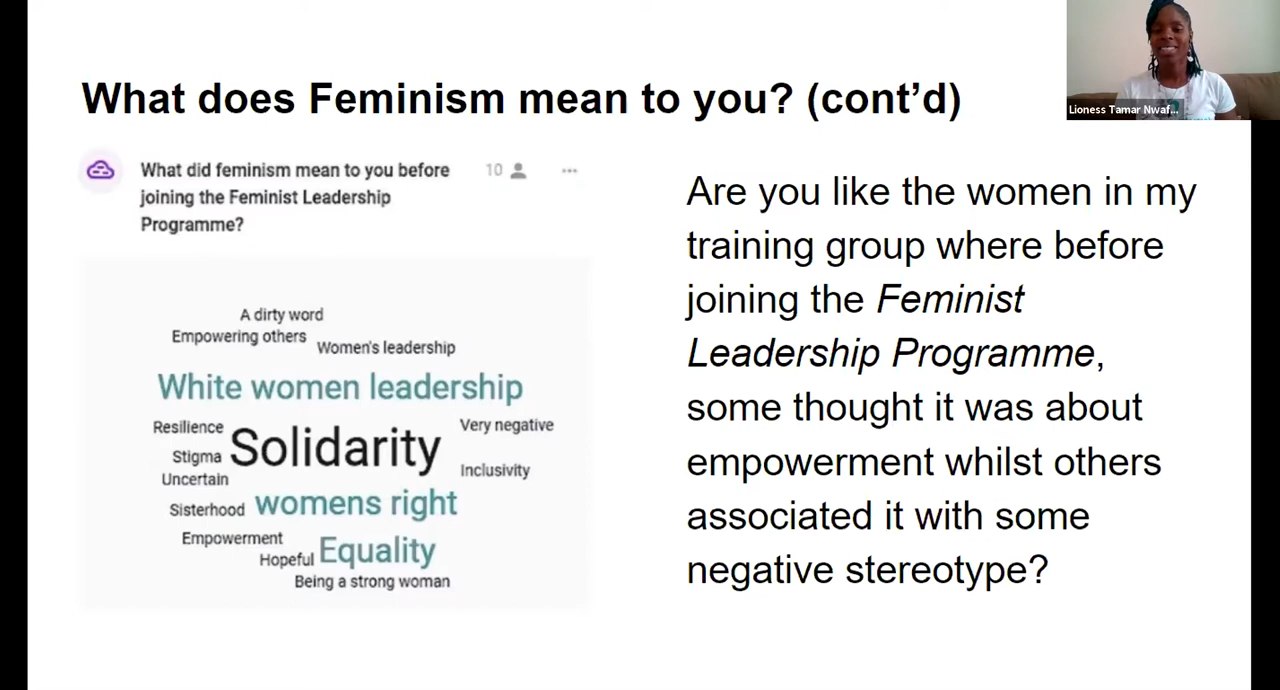 What does Feminism mean to you? (cont'd)
Lioness Tamar Nwaf...
What did feminism mean to you before
joining the Feminist Leadership
Programme?
10
A dirty word
Empowering others
Women's leadership
White women leadership
Resilience
Very negative
Solidarity
Stigma
Inclusivity
Uncertain
Sisterhood
womens right
Empowerment
Hopeful
Equality
Being a strong woman
Are you like the women in my
training group where before
joining the Feminist
Leadership Programme,
some thought it was about
empowerment whilst others
associated it with some
negative stereotype?